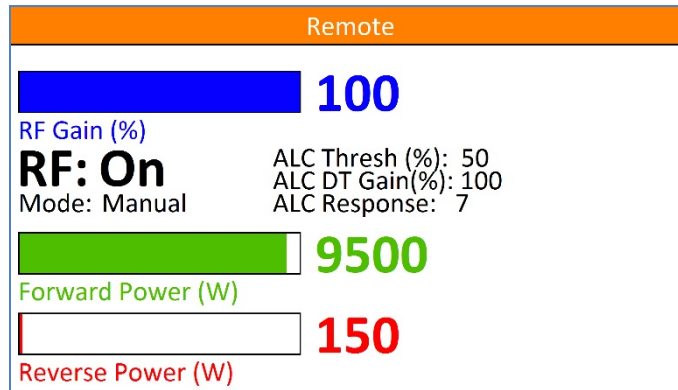 Remote
100
RF Gain (%)
RF: On
Mode: Manual
ALC Thresh (%): 50
ALC DT Gain(%): 100
ALC Response: 7
9500
Forward Power (W)
150
Reverse Power (W)